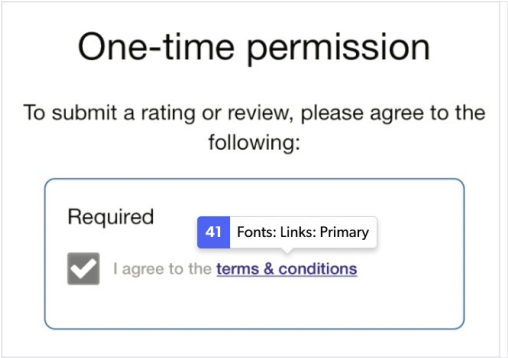 One-time permission
To submit a rating or review, please agree to the
following:
Required
41 Fonts: Links: Primary
I agree to the terms & conditions